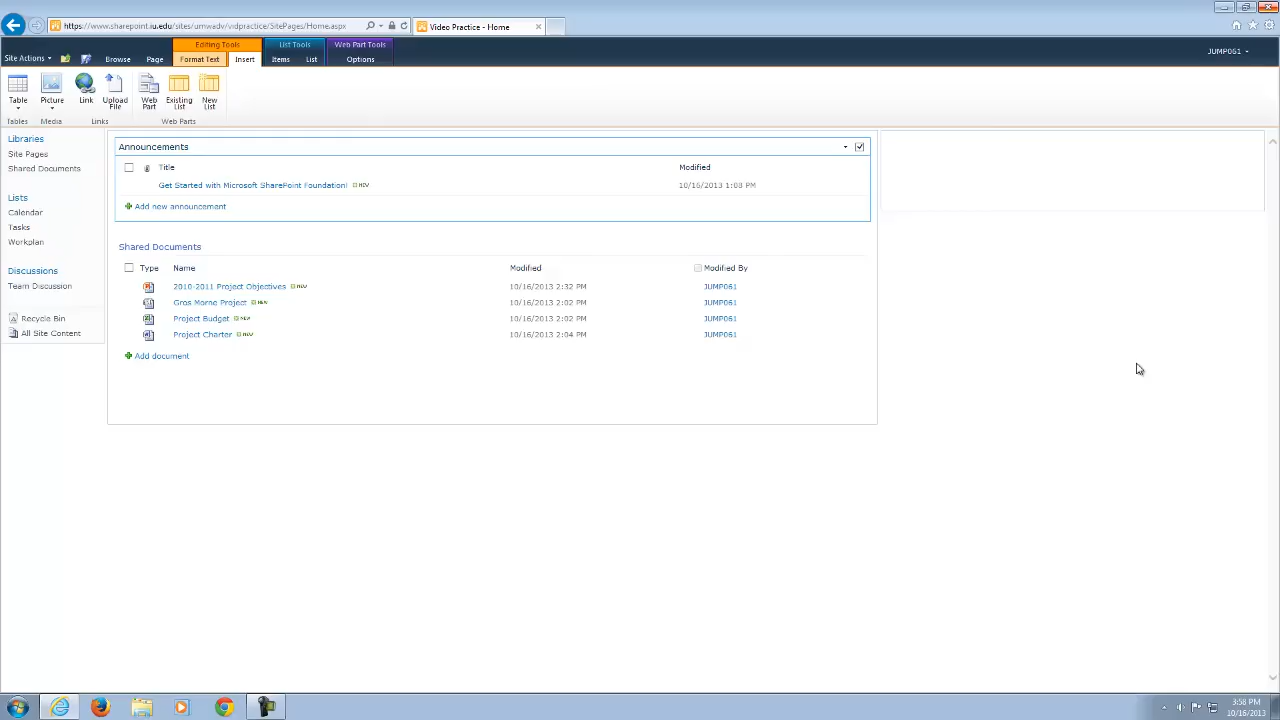 https://www.sharepoint.iu.edu/sites/umwadv/vidpractice/SitePages/Home.aspx
Video Practice - Home
Editing Tools List Tools Web Part Tools
Site Actions Browse Page Format Text Insert Items List Options JUMP061
Table Picture Link Upload File Web Part Existing List New List
Tables Media Links Web Parts
Libraries
Site Pages
Shared Documents
Lists
Calendar
Tasks
Workplan
Discussions
Team Discussion
Recycle Bin
All Site Content
Announcements
Title Modified
Get Started with Microsoft SharePoint Foundation! NEW 10/16/2013 1:08 PM
Add new announcement
Shared Documents
Type Name Modified Modified By
2010-2011 Project Objectives NEW 10/16/2013 2:32 PM JUMP061
Gros Morne Project NEW 10/16/2013 2:02 PM JUMP061
Project Budget NEW 10/16/2013 2:02 PM JUMP061
Project Charter NEW 10/16/2013 2:04 PM JUMP061
Add document
3:58 PM
10/16/2013